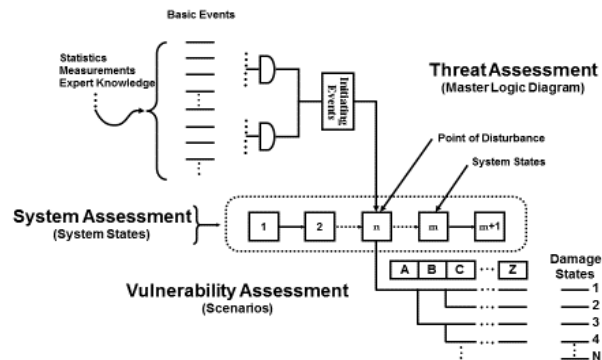 Basic Events
Statistics
Measurements
Expert Knowledge
Initiating
Events
Threat Assessment
(Master Logic Diagram)
Point of Disturbance
System States
System Assessment
(System States)
1
2
n
m
m+1
Vulnerability Assessment
(Scenarios)
A B C Z
Damage
States
1
2
3
4
N